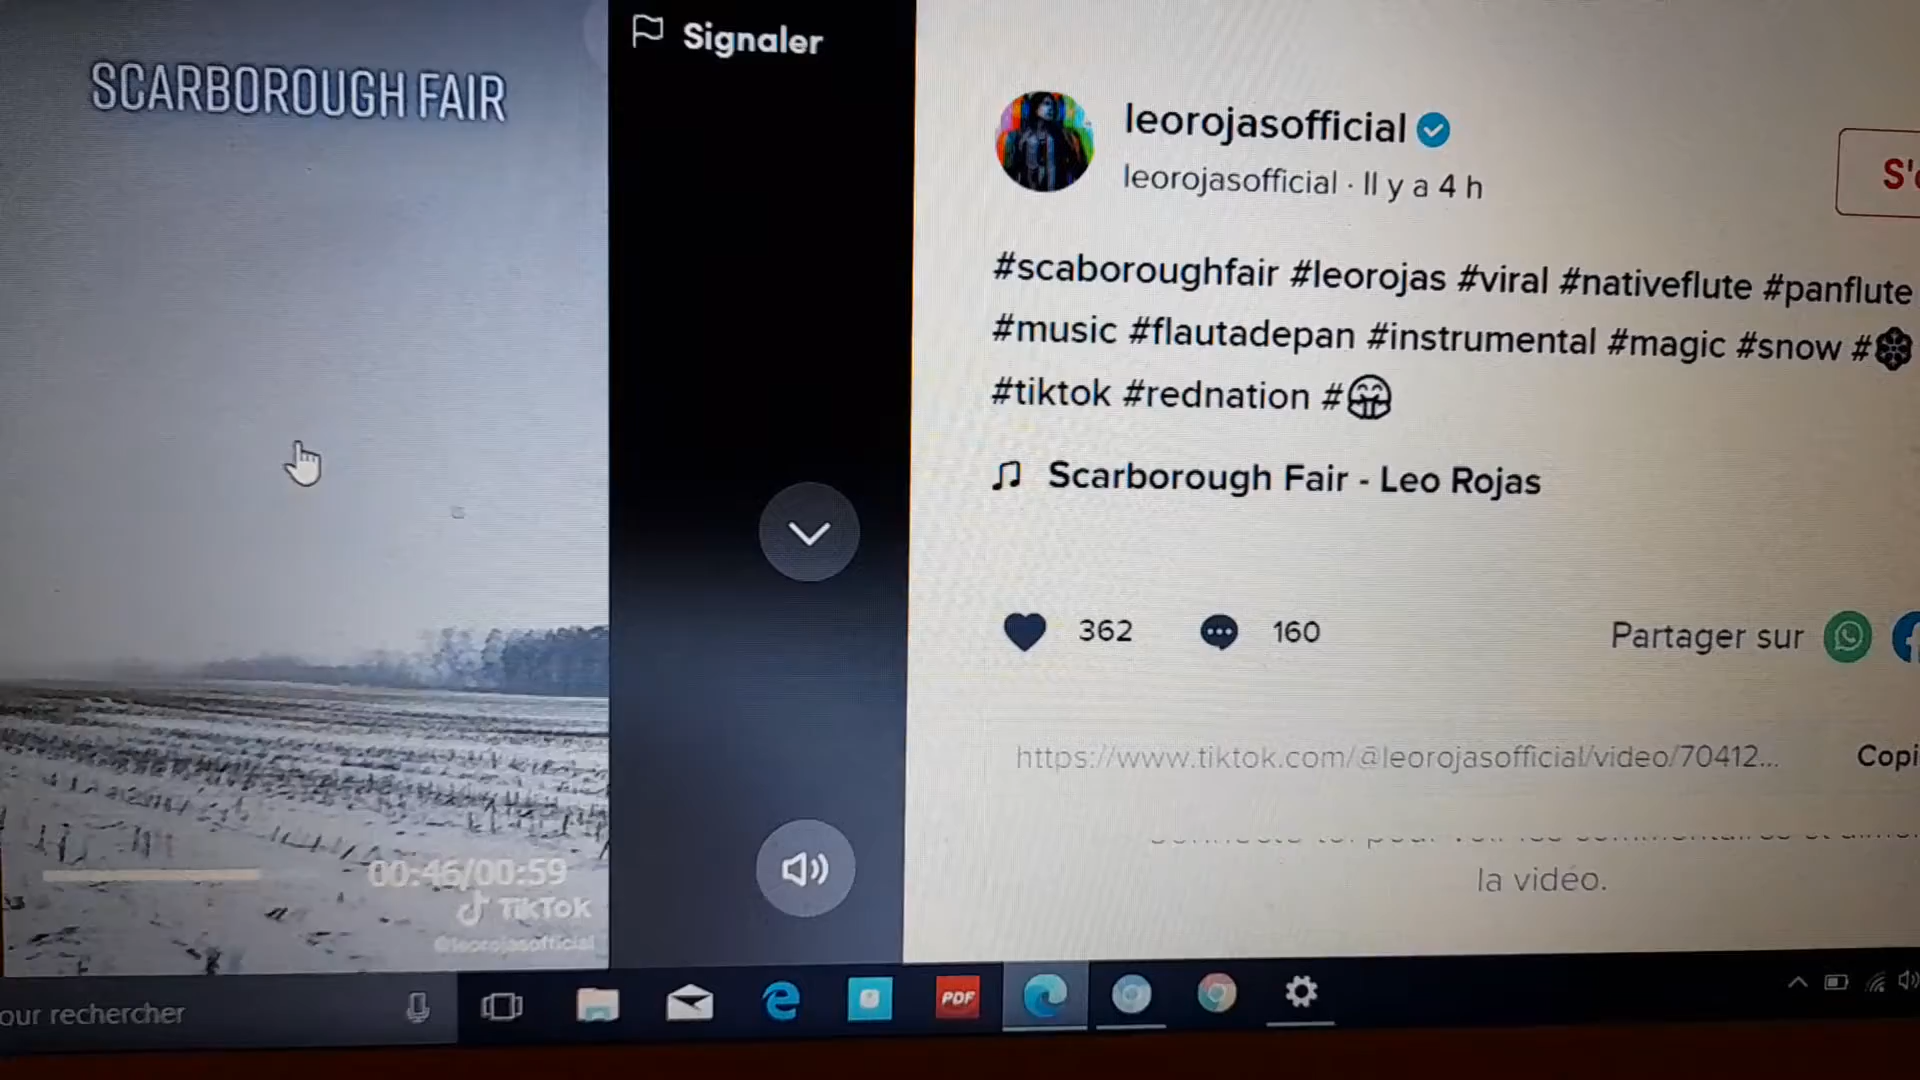 SCARBOROUGH FAIR
Signaler
leorojasofficial
leorojasofficial · Il y a 4 h
#scaboroughfair #leorojas #viral #nativeflute #panflute
#music #flautadepan #instrumental #magic #snow #
#tiktok #rednation #
Scarborough Fair - Leo Rojas
362
160
Partager sur
https://www.tiktok.com/@leorojasofficial/video/70412...
Copi
la vidéo.
00:46/00:59
TikTok
@leorojasofficial
our rechercher
PDF